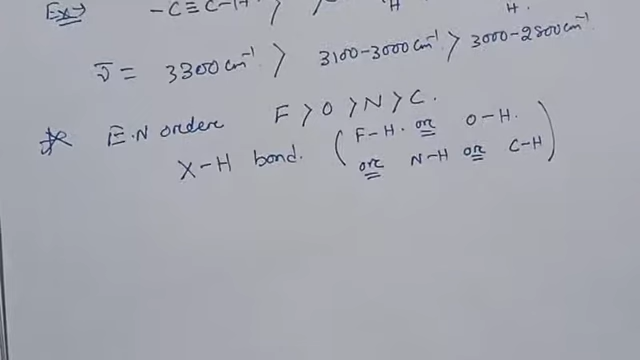 Ex→ -C≡C-H > H H.
ν̄ = 3300 cm⁻¹ > 3100-3000 cm⁻¹ > 3000-2800 cm⁻¹
* E.N order F > O > N > C.
X-H bond. (F-H. or O-H.
or N-H or C-H)